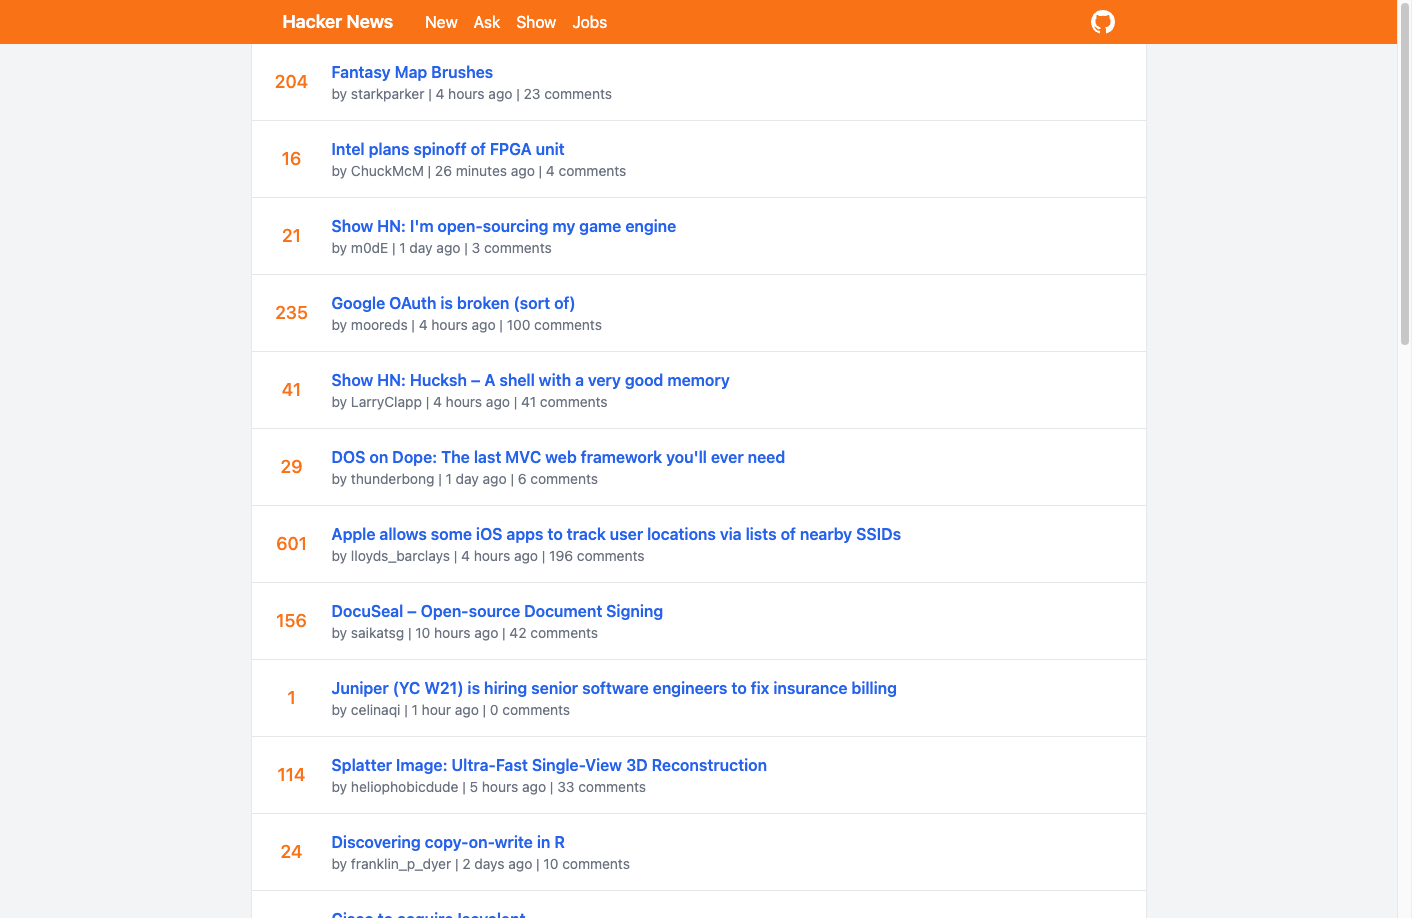 Hacker News New Ask Show Jobs
204
Fantasy Map Brushes
by starkparker | 4 hours ago | 23 comments
16
Intel plans spinoff of FPGA unit
by ChuckMcM | 26 minutes ago | 4 comments
21
Show HN: I'm open-sourcing my game engine
by m0dE | 1 day ago | 3 comments
235
Google OAuth is broken (sort of)
by mooreds | 4 hours ago | 100 comments
41
Show HN: Hucksh – A shell with a very good memory
by LarryClapp | 4 hours ago | 41 comments
29
DOS on Dope: The last MVC web framework you'll ever need
by thunderbong | 1 day ago | 6 comments
601
Apple allows some iOS apps to track user locations via lists of nearby SSIDs
by lloyds_barclays | 4 hours ago | 196 comments
156
DocuSeal – Open-source Document Signing
by saikatsg | 10 hours ago | 42 comments
1
Juniper (YC W21) is hiring senior software engineers to fix insurance billing
by celinaqi | 1 hour ago | 0 comments
114
Splatter Image: Ultra-Fast Single-View 3D Reconstruction
by heliophobicdude | 5 hours ago | 33 comments
24
Discovering copy-on-write in R
by franklin_p_dyer | 2 days ago | 10 comments
Cisco to acquire Isovalent